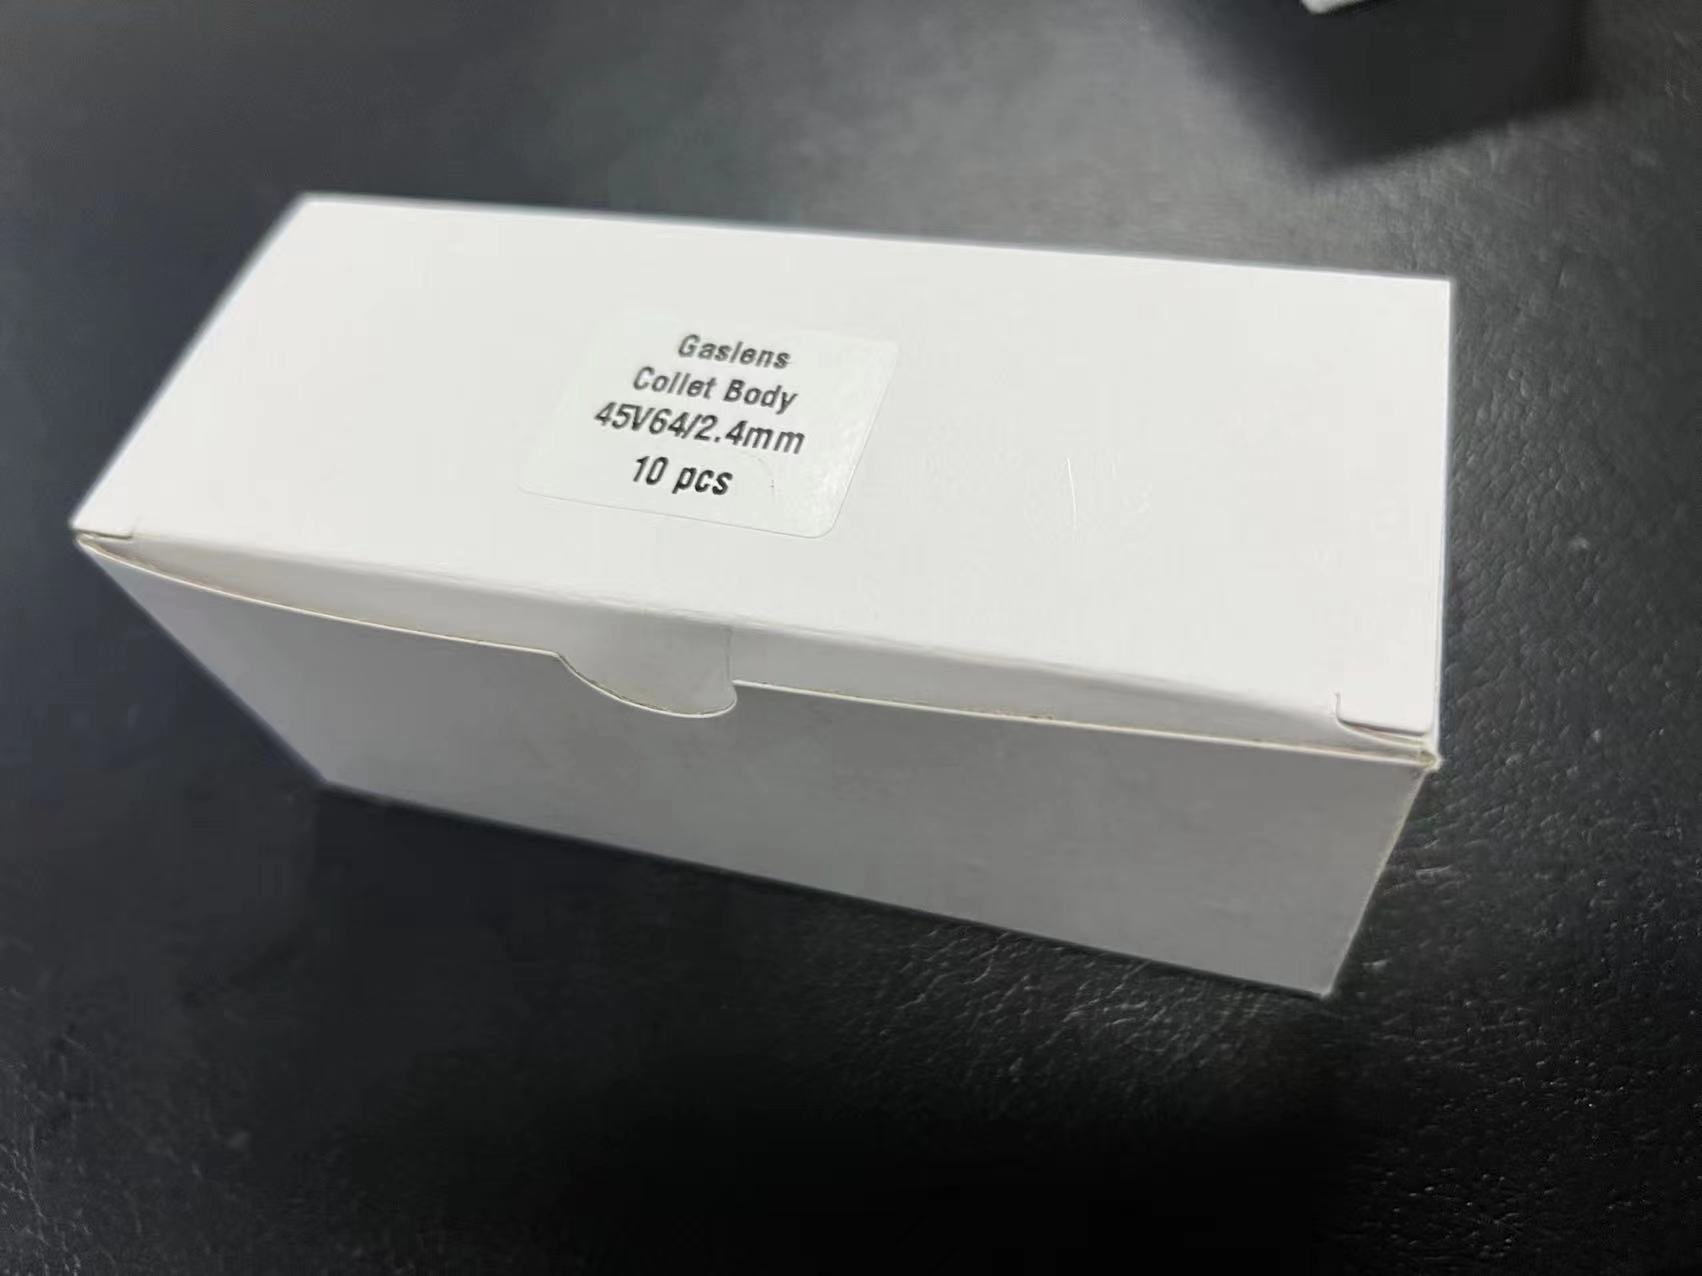 Gaslens
Collet Body
45V64/2.4mm
10 pcs